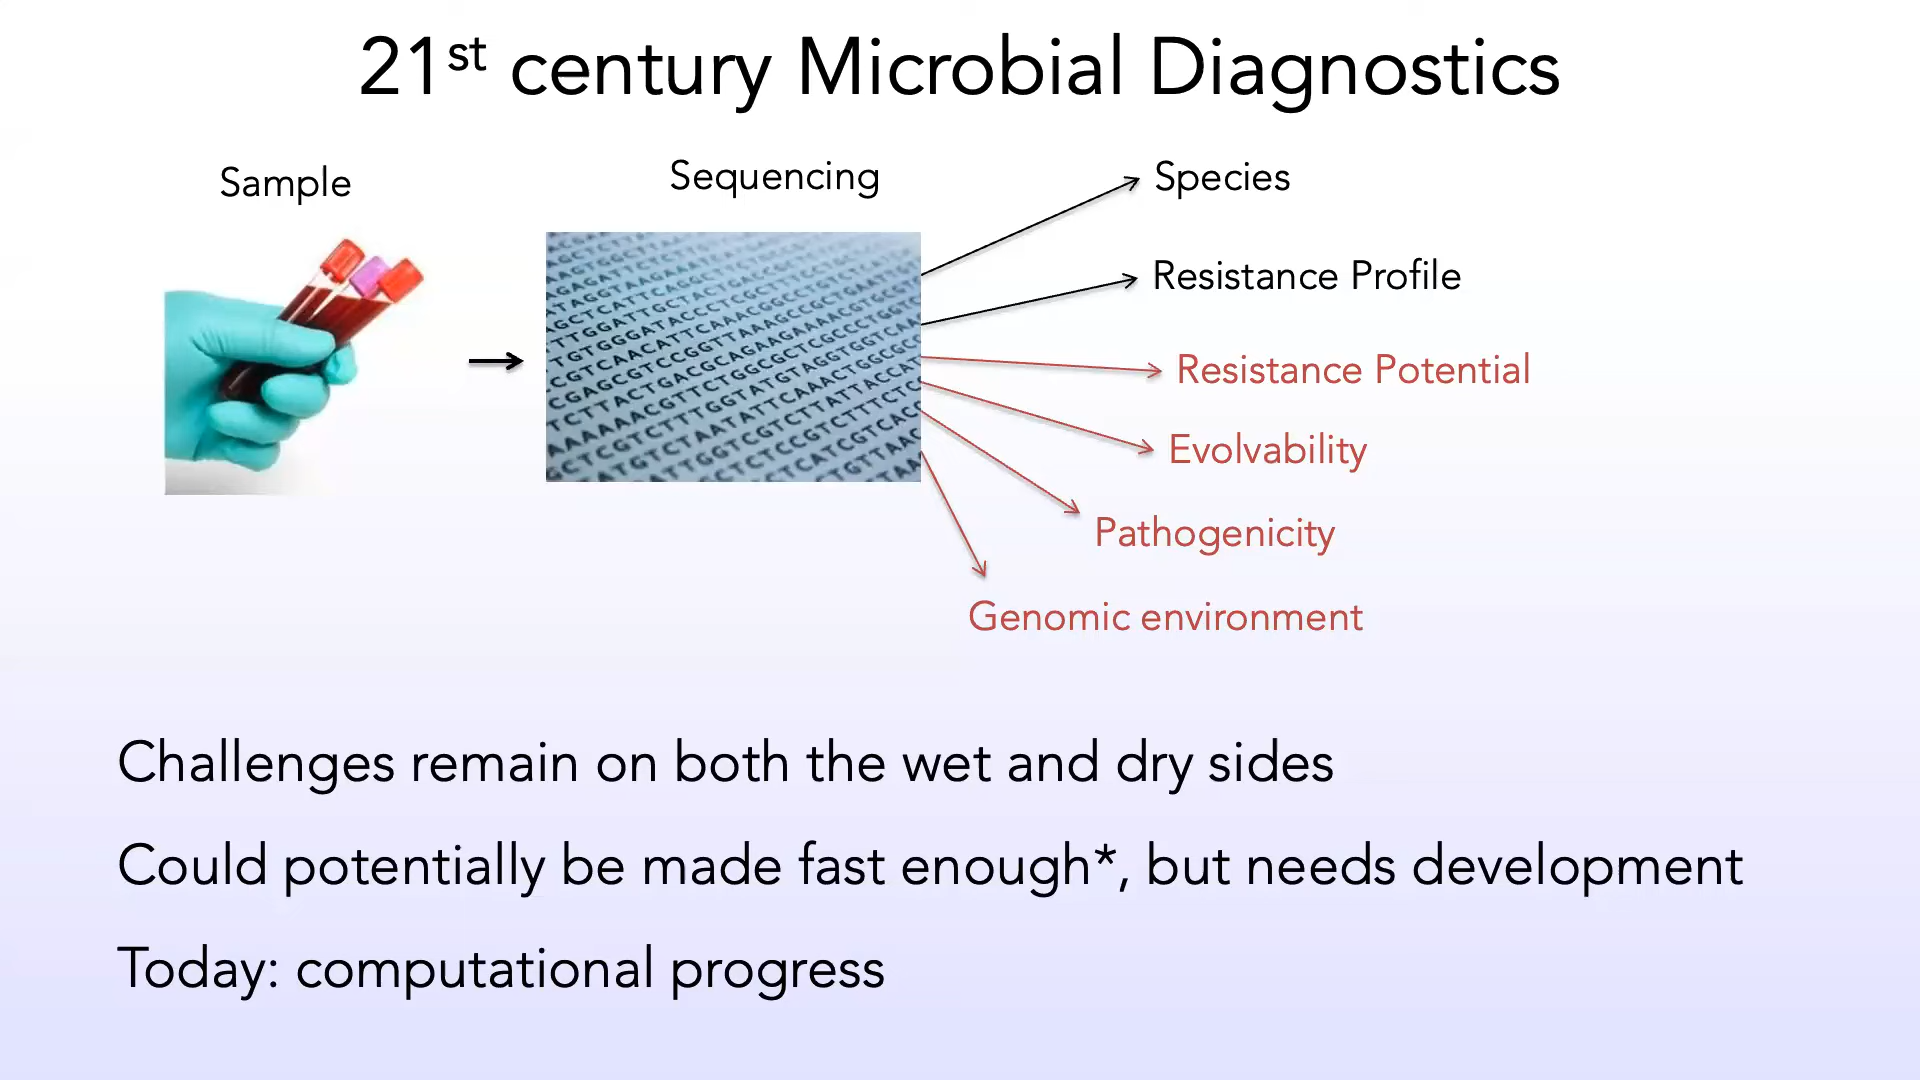 21st century Microbial Diagnostics
Sample
Sequencing
Species
Resistance Profile
Resistance Potential
Evolvability
Pathogenicity
Genomic environment
Challenges remain on both the wet and dry sides
Could potentially be made fast enough*, but needs development
Today: computational progress